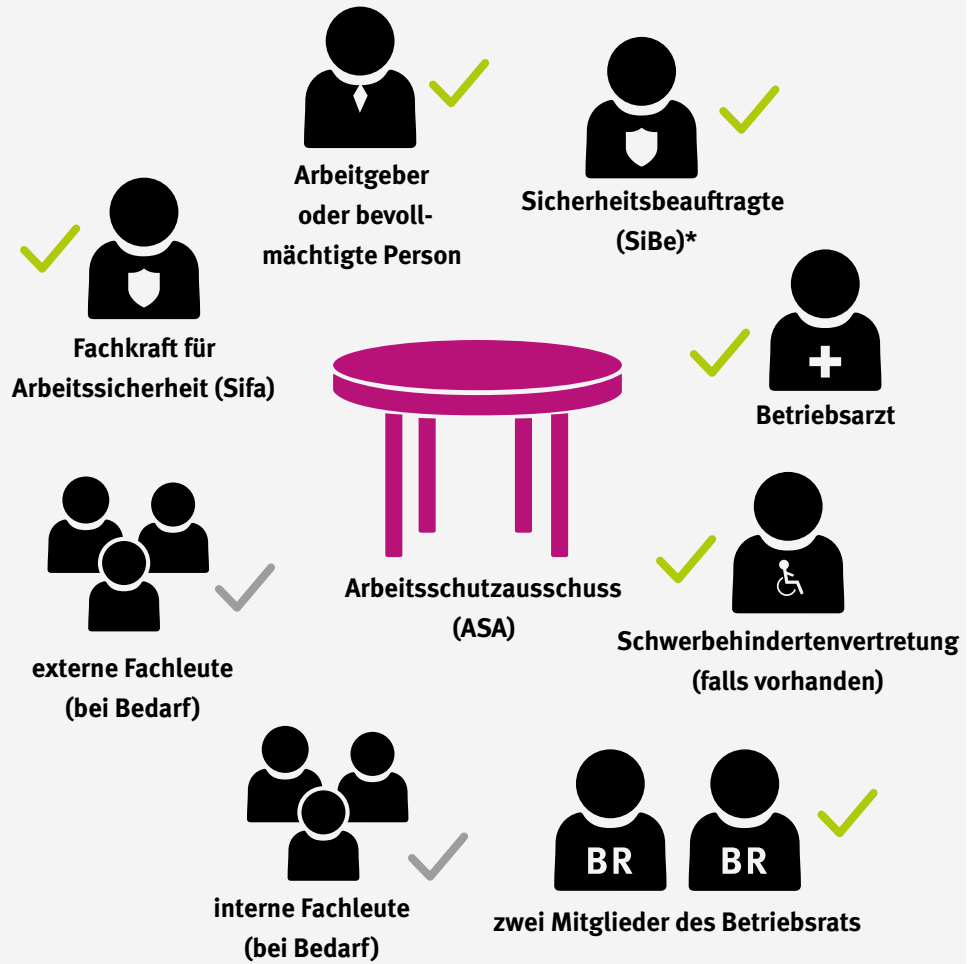 Arbeitgeber
oder bevoll-
mächtigte Person
Sicherheitsbeauftragte
(SiBe)*
Fachkraft für
Arbeitssicherheit (Sifa)
Betriebsarzt
Arbeitsschutzausschuss
(ASA)
Schwerbehindertenvertretung
(falls vorhanden)
externe Fachleute
(bei Bedarf)
interne Fachleute
(bei Bedarf)
BR
BR
zwei Mitglieder des Betriebsrats